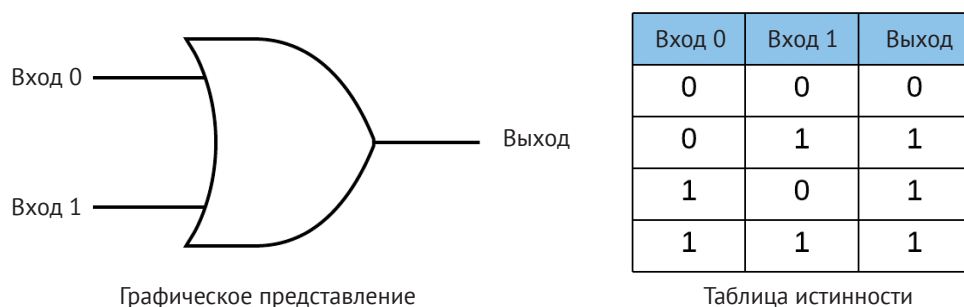 Вход 0
Вход 1
Выход
Графическое представление
Вход 0 Вход 1 Выход
0 0 0
0 1 1
1 0 1
1 1 1
Таблица истинности